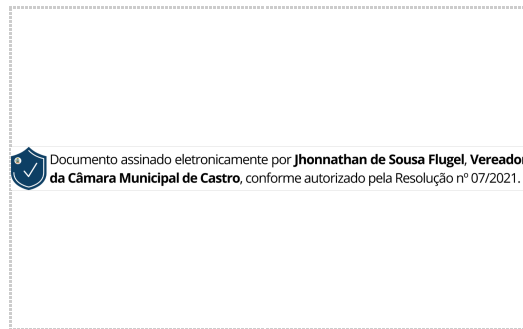 Documento assinado eletronicamente por Jhonnathan de Sousa Flugel, Vereador
da Câmara Municipal de Castro, conforme autorizado pela Resolução nº 07/2021.